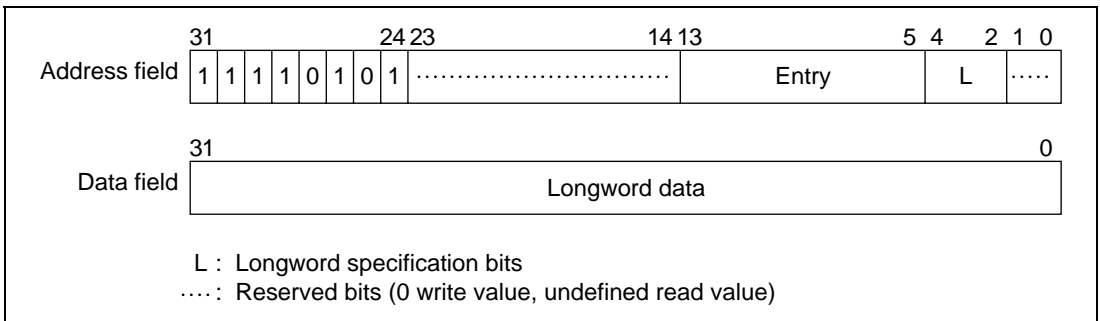 31 24 23 14 13 5 4 2 1 0
Address field 1 1 1 1 0 1 0 1 .............................. Entry L .....
31 0
Data field Longword data
L : Longword specification bits
.... : Reserved bits (0 write value, undefined read value)